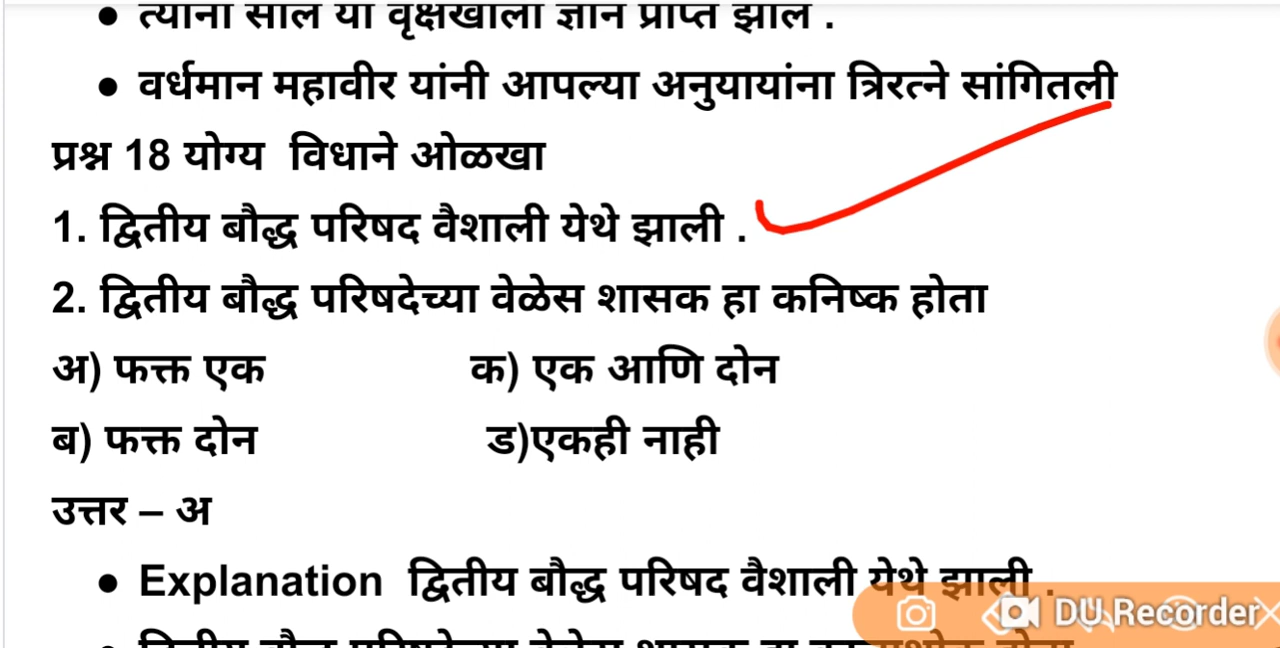 • त्यांनी साल या वृक्षखाली ज्ञान प्राप्त झाले .
• वर्धमान महावीर यांनी आपल्या अनुयायांना त्रिरत्ने सांगितली
प्रश्न 18 योग्य विधाने ओळखा
1. द्वितीय बौद्ध परिषद वैशाली येथे झाली .
2. द्वितीय बौद्ध परिषदेच्या वेळेस शासक हा कनिष्क होता
अ) फक्त एक क) एक आणि दोन
ब) फक्त दोन ड)एकही नाही
उत्तर – अ
• Explanation द्वितीय बौद्ध परिषद वैशाली येथे झाली .
DU Recorder